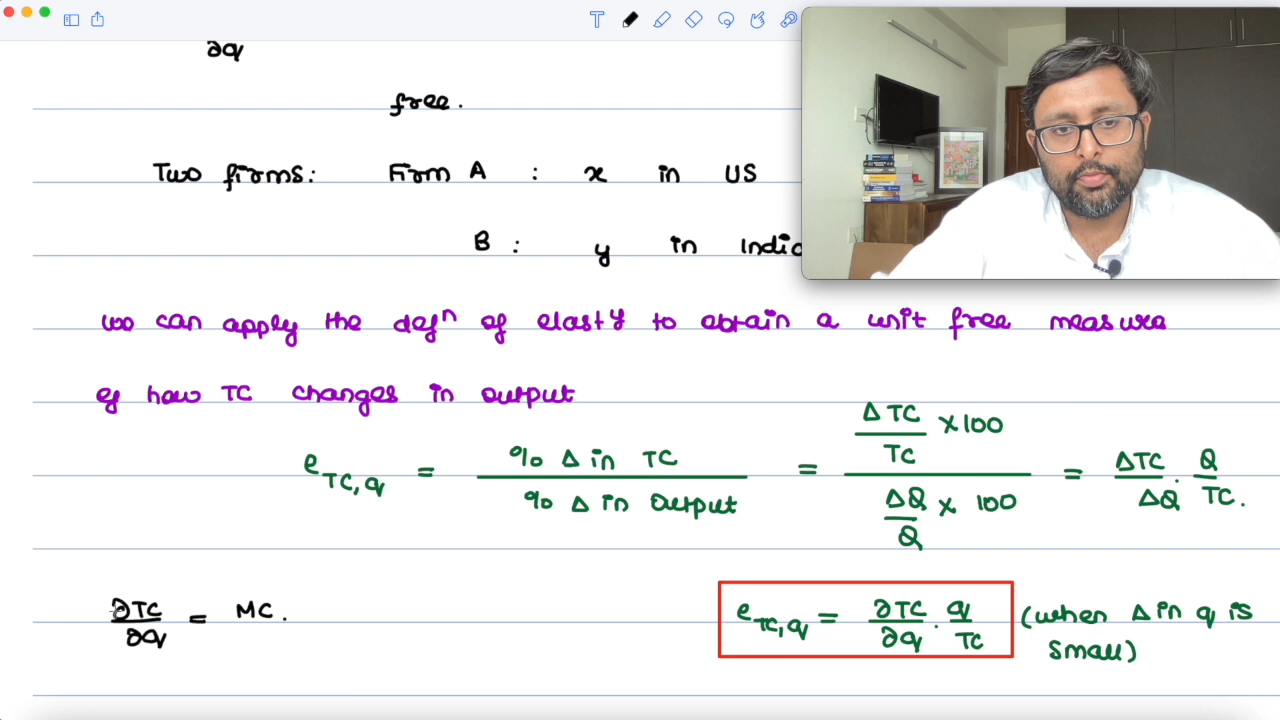 ∂q
free.
Two firms: Firm A : x in US
B : y in India
we can apply the defⁿ of elastʸ to obtain a unit free measure
of how TC changes in output
e_TC,q = % Δ in TC / % Δ in output = (ΔTC/TC × 100) / (ΔQ/Q × 100) = ΔTC/ΔQ · Q/TC.
∂TC/∂q = MC.
e_TC,q = ∂TC/∂q · q/TC (when Δ in q is
small)